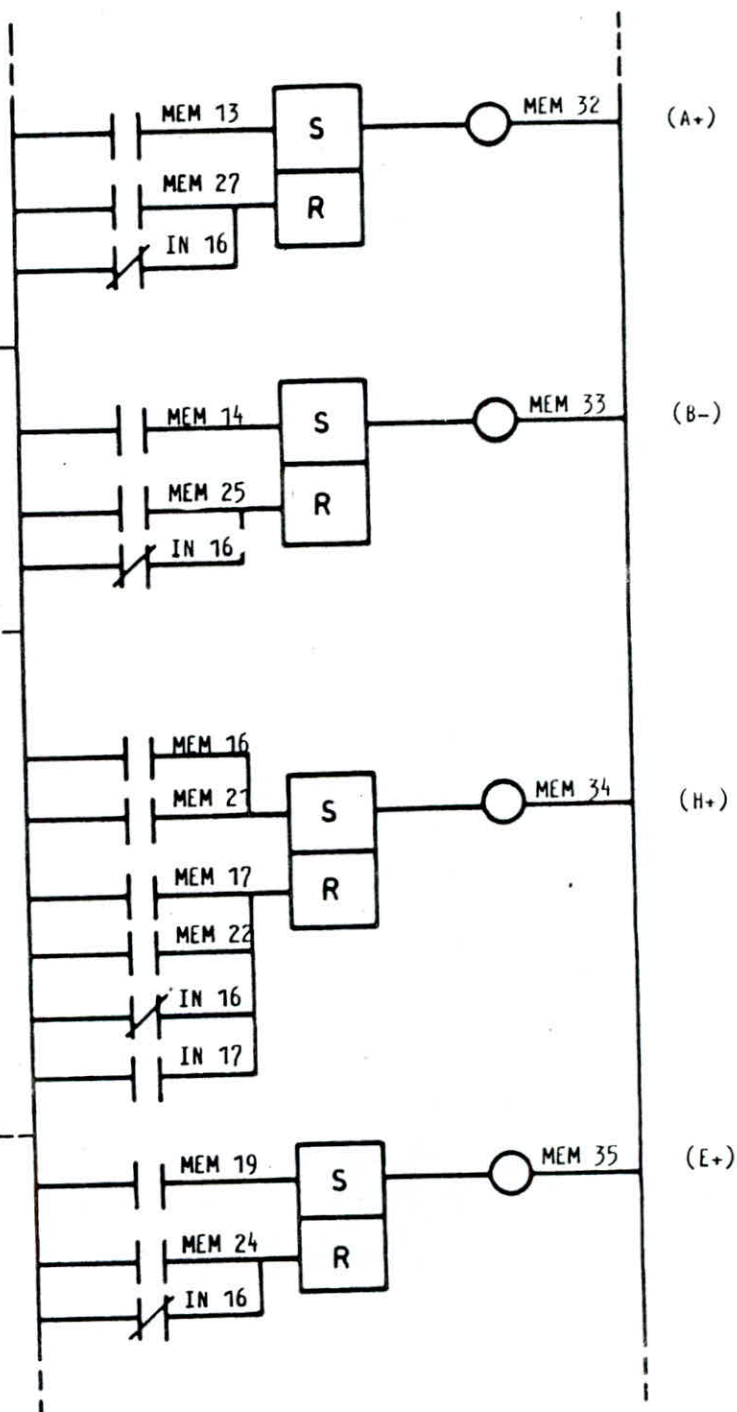 MEM 13
S
MEM 32
(A+)
MEM 27
R
IN 16
MEM 14
S
MEM 33
(B-)
MEM 25
R
IN 16
MEM 16
MEM 21
S
MEM 34
(H+)
MEM 17
R
MEM 22
IN 16
IN 17
MEM 19
S
MEM 35
(E+)
MEM 24
R
IN 16